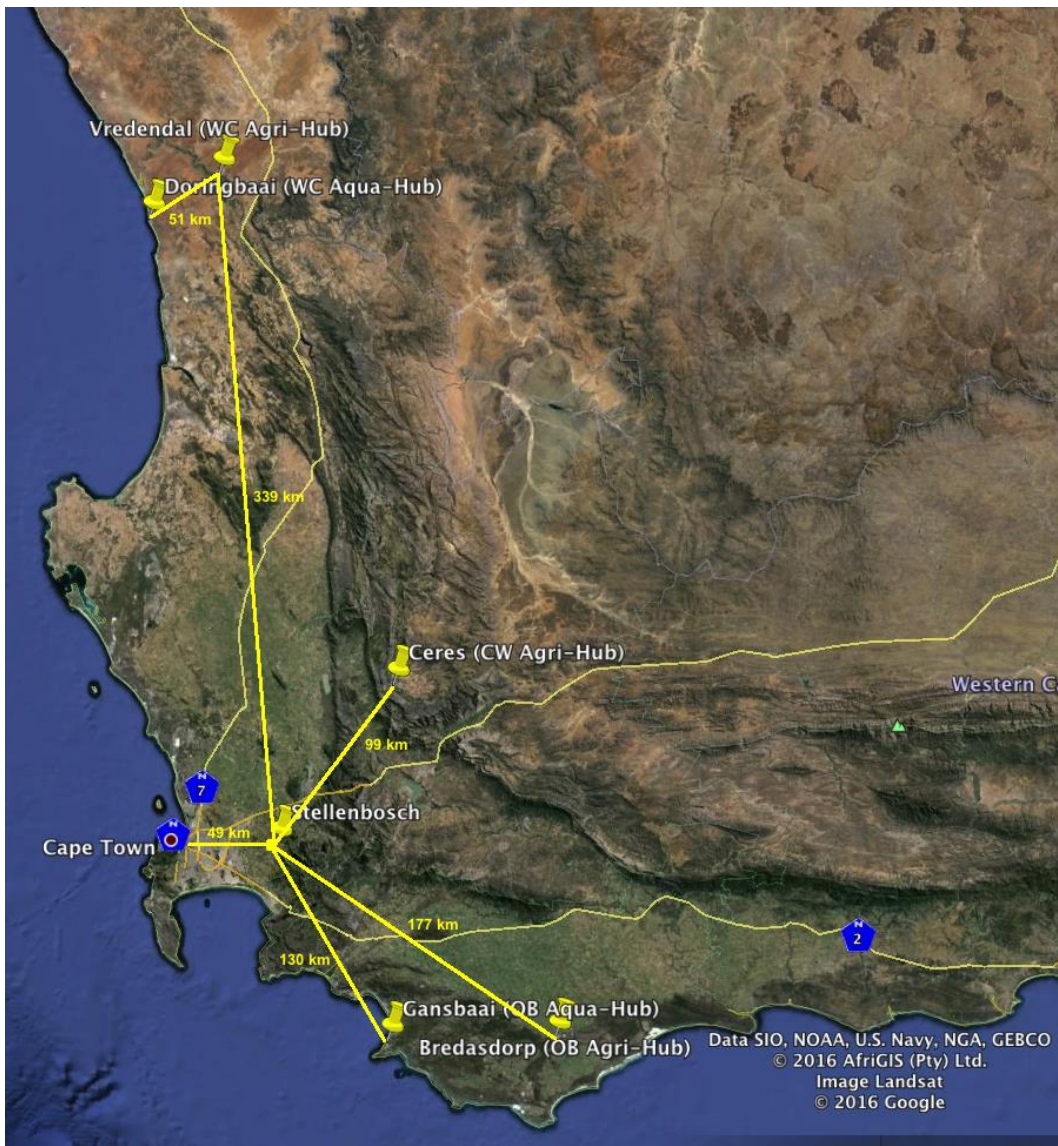 Vredendal (WC Agri-Hub)
Doringbaai (WC Aqua-Hub)
51 km
339 km
Ceres (CW Agri-Hub)
Western C
99 km
N
7
Stellenbosch
49 km
N
Cape Town
177 km
N
2
130 km
Gansbaai (OB Aqua-Hub)
Bredasdorp (OB Agri-Hub)
Data SIO, NOAA, U.S. Navy, NGA, GEBCO
© 2016 AfriGIS (Pty) Ltd.
Image Landsat
© 2016 Google